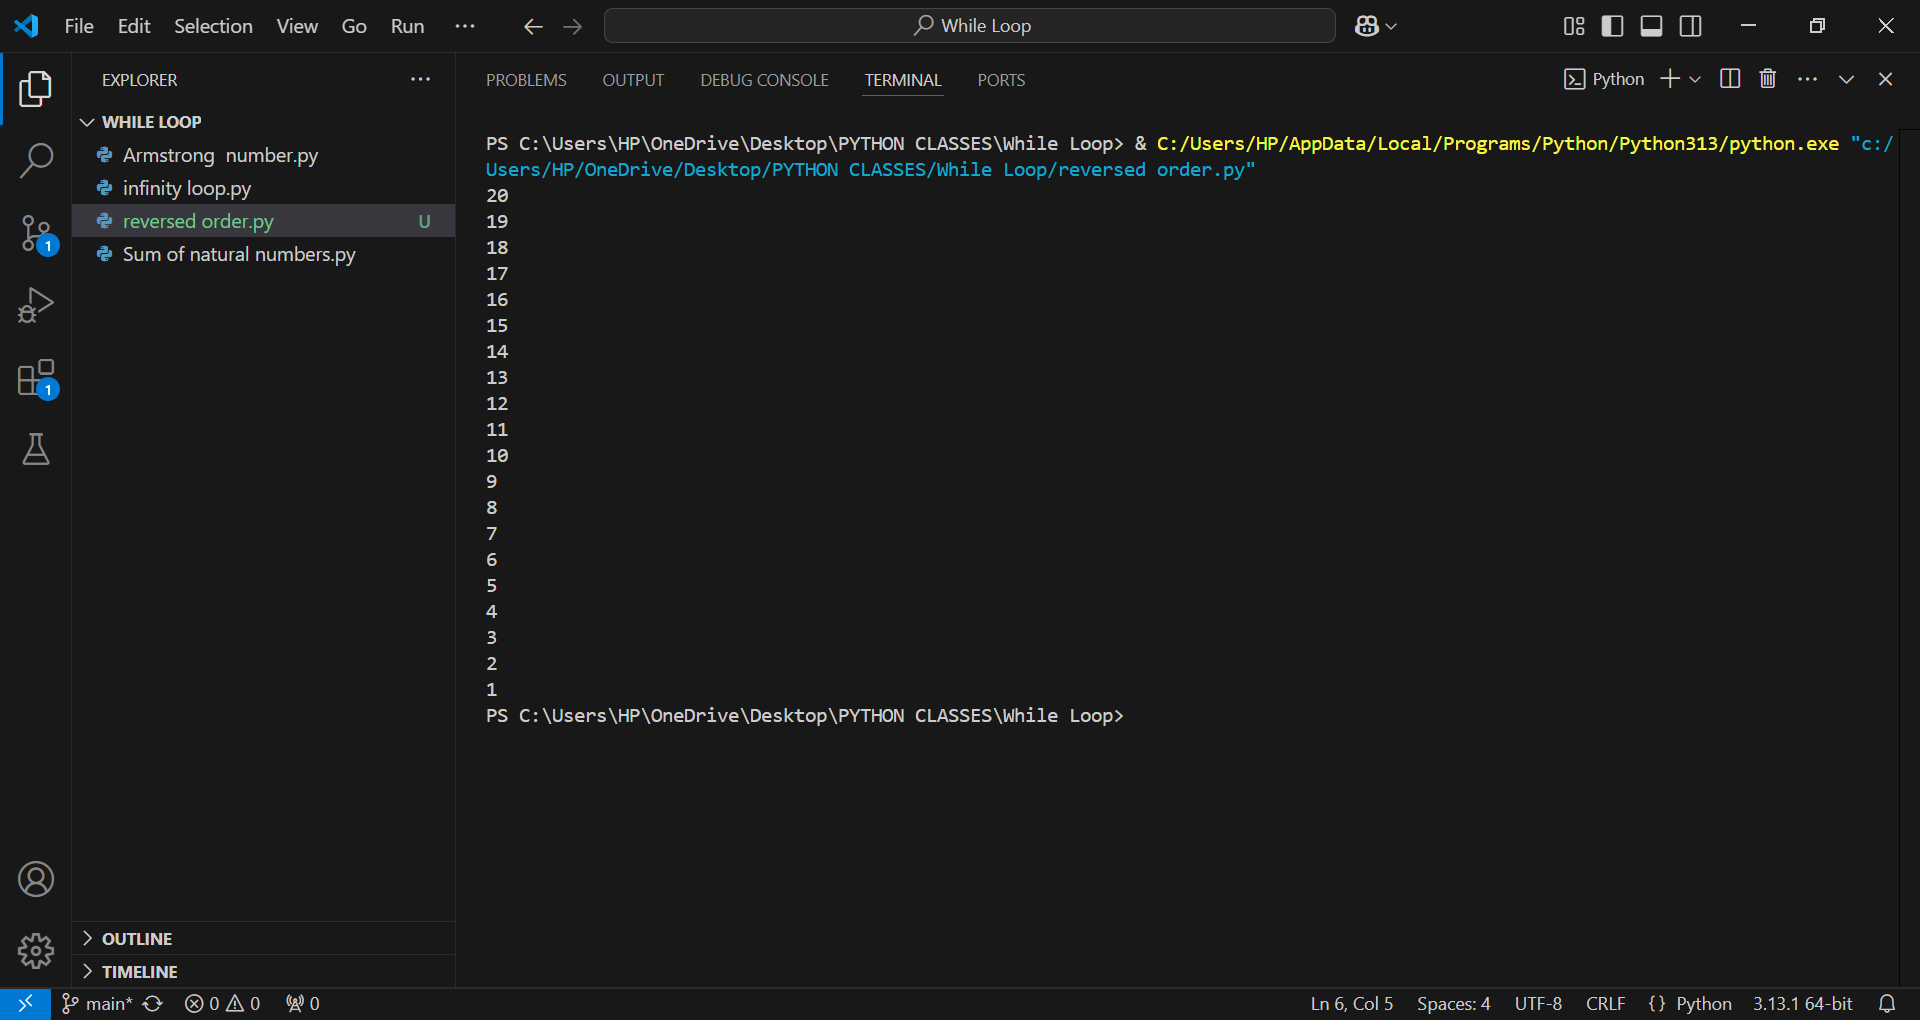 File Edit Selection View Go Run ··· While Loop
EXPLORER ···
WHILE LOOP
Armstrong  number.py
infinity loop.py
reversed order.py U
Sum of natural numbers.py
1
1
OUTLINE
TIMELINE
PROBLEMS OUTPUT DEBUG CONSOLE TERMINAL PORTS Python ···
PS C:\Users\HP\OneDrive\Desktop\PYTHON CLASSES\While Loop> & C:/Users/HP/AppData/Local/Programs/Python/Python313/python.exe "c:/
Users/HP/OneDrive/Desktop/PYTHON CLASSES/While Loop/reversed order.py"
20
19
18
17
16
15
14
13
12
11
10
9
8
7
6
5
4
3
2
1
PS C:\Users\HP\OneDrive\Desktop\PYTHON CLASSES\While Loop>
main* 0 0 0 Ln 6, Col 5 Spaces: 4 UTF-8 CRLF {} Python 3.13.1 64-bit